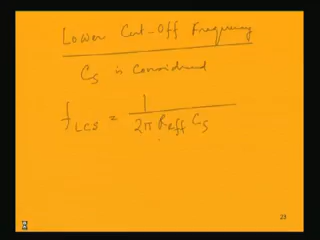 Lower Cut-Off Frequency
Cs is considered
fLCS = 1 / 2π Reff Cs
23